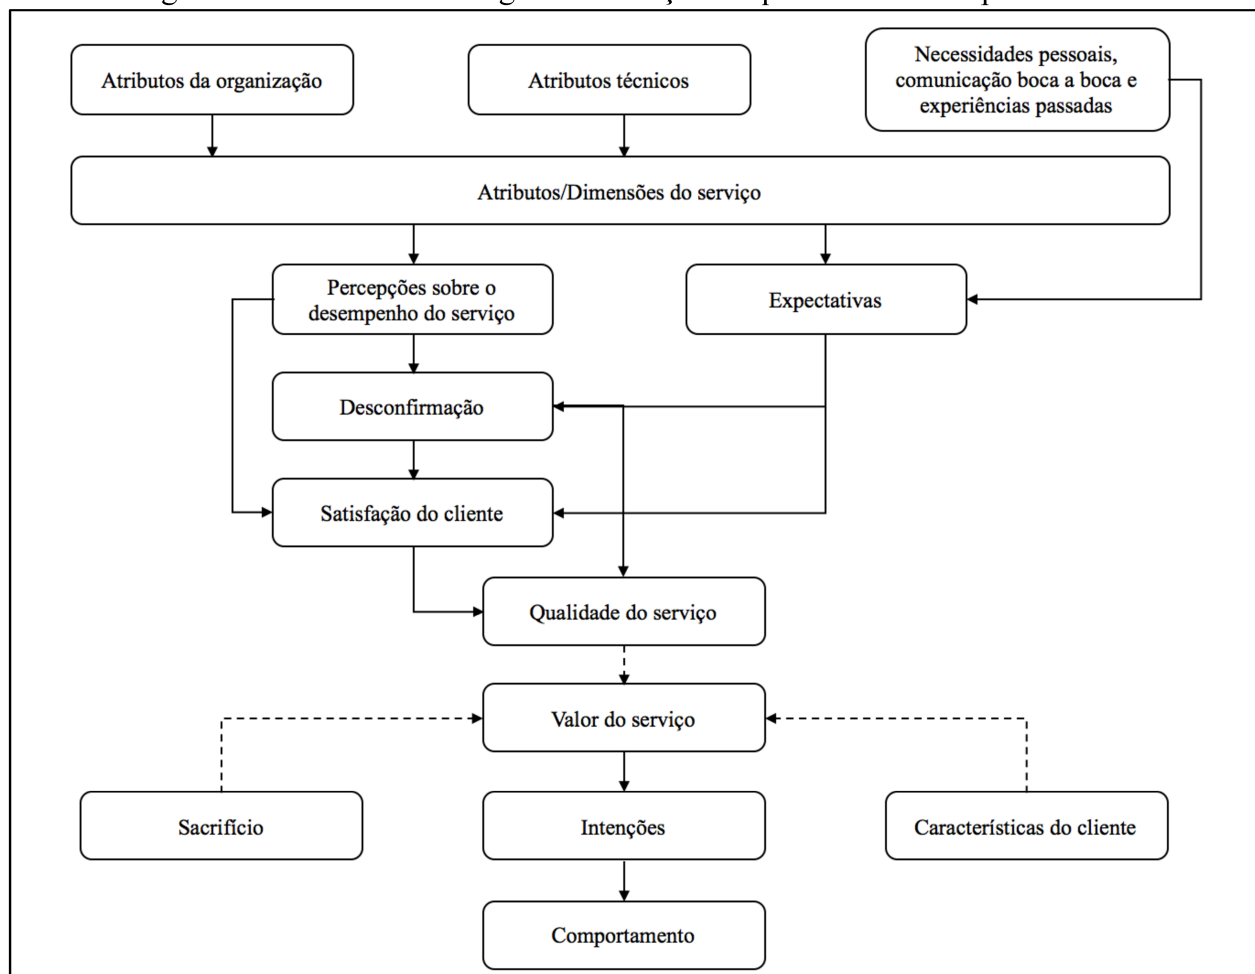 Atributos da organização
Atributos técnicos
Necessidades pessoais,
comunicação boca a boca e
experiências passadas
Atributos/Dimensões do serviço
Percepções sobre o
desempenho do serviço
Expectativas
Desconfirmação
Satisfação do cliente
Qualidade do serviço
Valor do serviço
Sacrifício
Intenções
Características do cliente
Comportamento